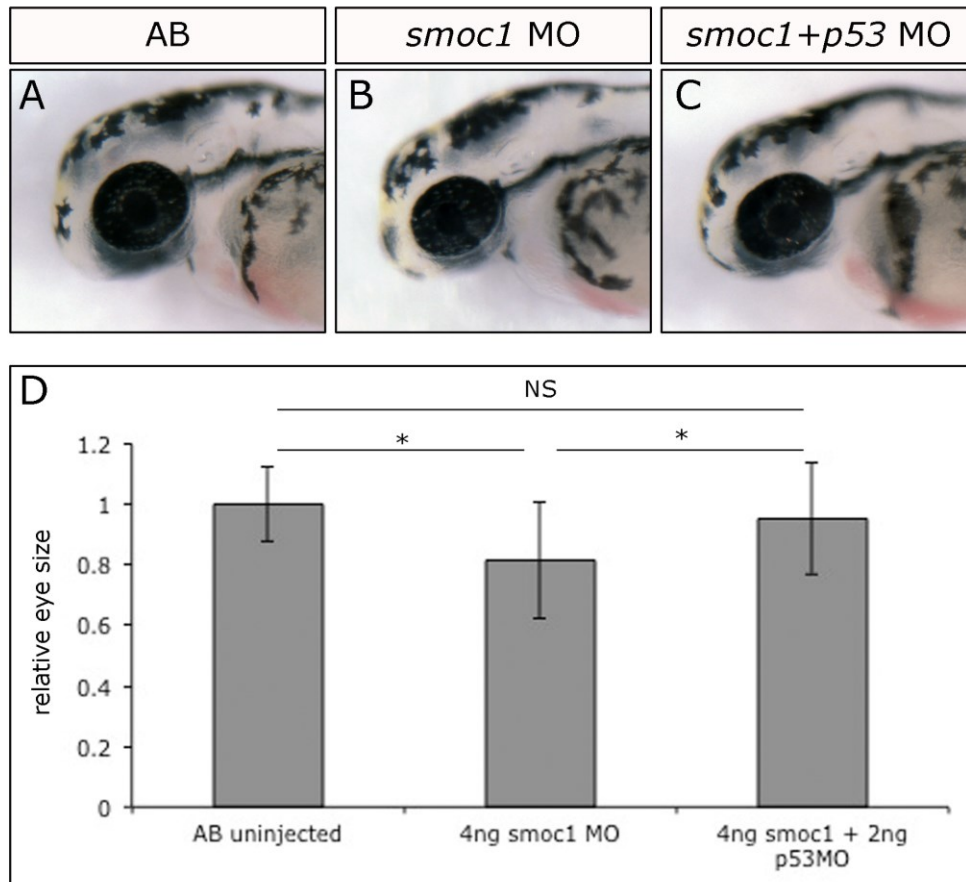 AB
smoc1 MO
smoc1+p53 MO
A
B
C
D
NS
*
*
relative eye size
1.2
1
0.8
0.6
0.4
0.2
0
AB uninjected
4ng smoc1 MO
4ng smoc1 + 2ng
p53MO